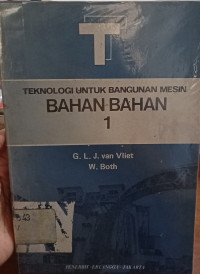 T
TEKNOLOGI UNTUK BANGUNAN MESIN
BAHAN-BAHAN
1
G. L. J. van Vliet
W. Both